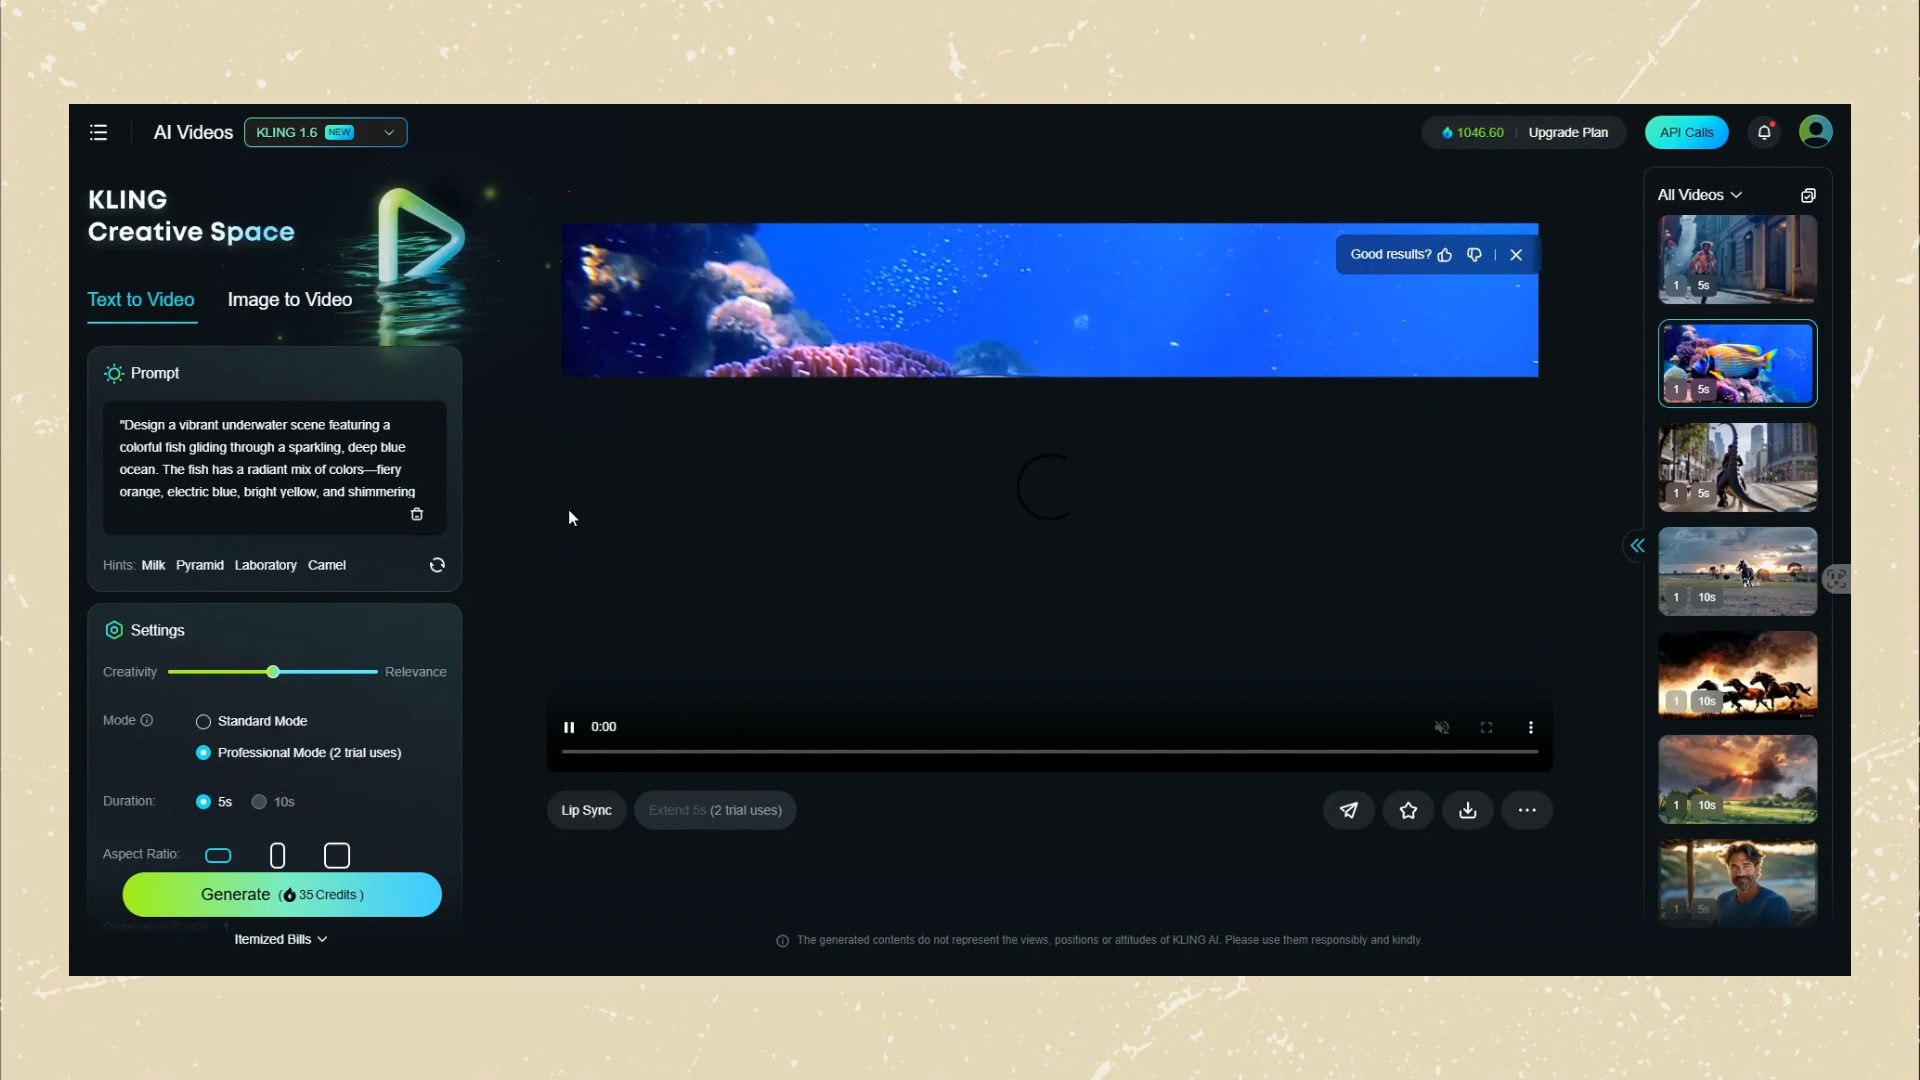 AI Videos
KLING 1.6 NEW
1046.60
Upgrade Plan
API Calls
KLING
Creative Space
Text to Video
Image to Video
Prompt
"Design a vibrant underwater scene featuring a
colorful fish gliding through a sparkling, deep blue
ocean. The fish has a radiant mix of colors—fiery
orange, electric blue, bright yellow, and shimmering
Hints: Milk Pyramid Laboratory Camel
Settings
Creativity
Relevance
Mode
Standard Mode
Professional Mode (2 trial uses)
Duration:
5s
10s
Aspect Ratio:
Generate ( 35 Credits )
Itemized Bills
Good results?
0:00
Lip Sync
Extend 5s (2 trial uses)
The generated contents do not represent the views, positions or attitudes of KLING AI. Please use them responsibly and kindly.
All Videos
1 5s
1 5s
1 5s
1 10s
1 10s
1 10s
1 5s